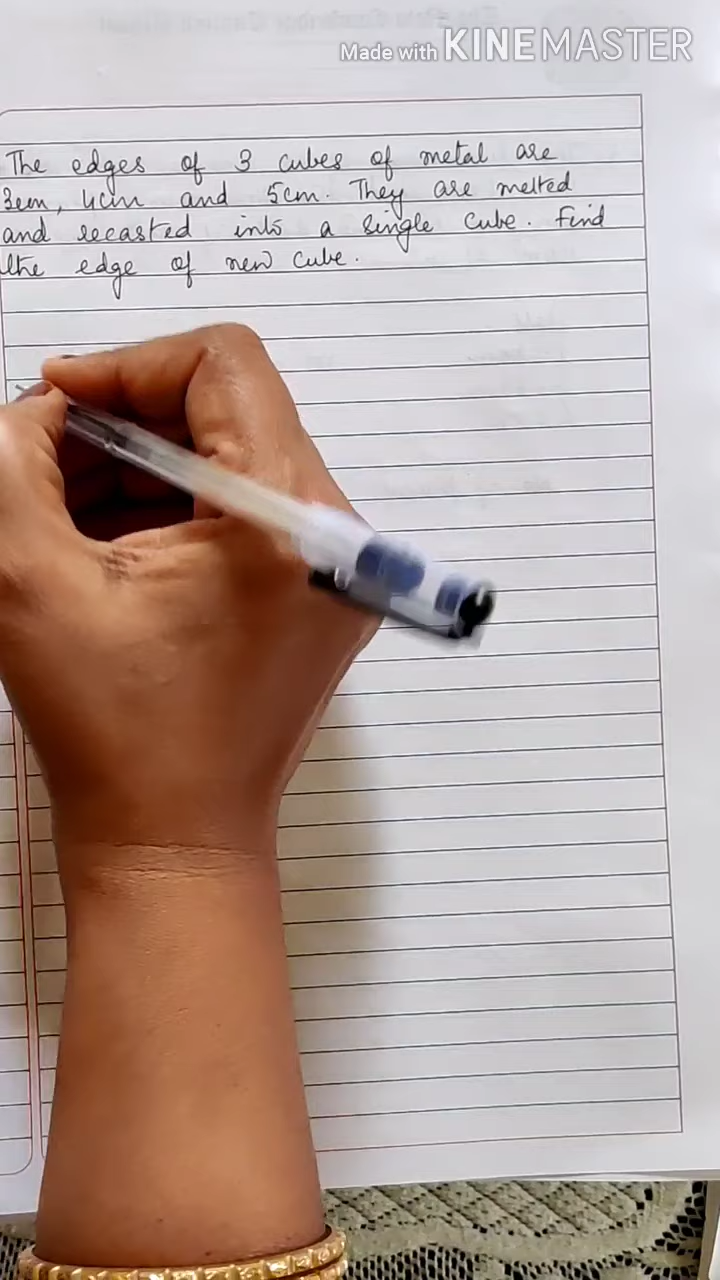 Made with KINEMASTER
The edges of 3 cubes of metal are
3cm, 4cm and 5cm. They are melted
and recasted into a single cube. Find
the edge of new cube.